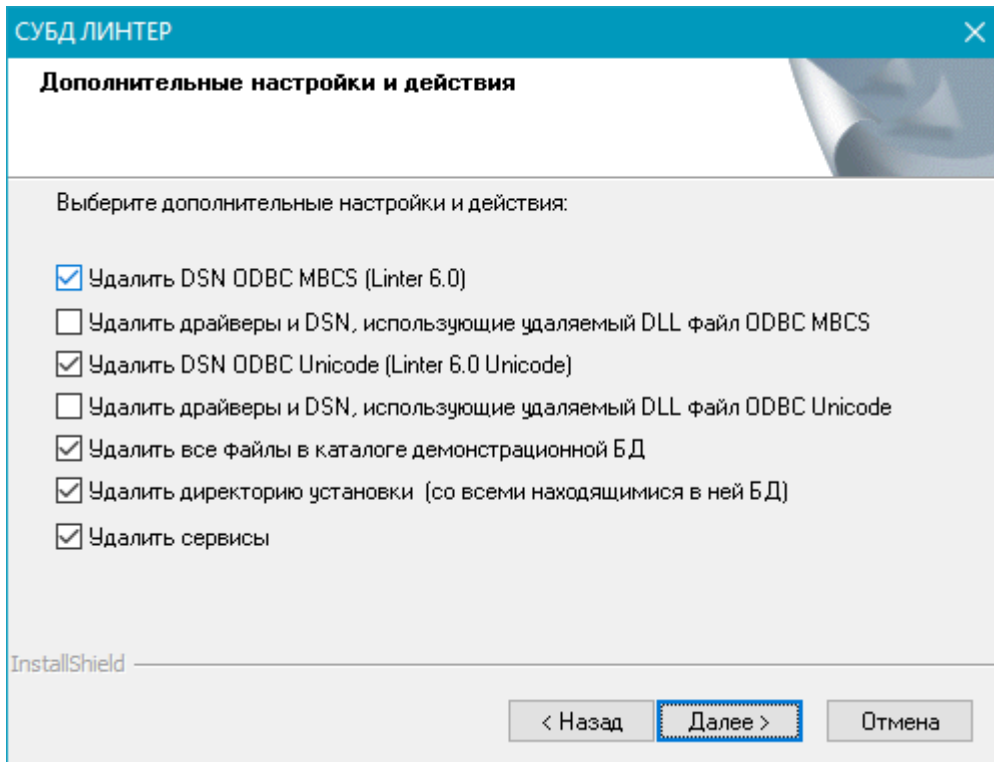 СУБД ЛИНТЕР
Дополнительные настройки и действия
Выберите дополнительные настройки и действия:
Удалить DSN ODBC MBCS (Linter 6.0)
Удалить драйверы и DSN, использующие удаляемый DLL файл ODBC MBCS
Удалить DSN ODBC Unicode (Linter 6.0 Unicode)
Удалить драйверы и DSN, использующие удаляемый DLL файл ODBC Unicode
Удалить все файлы в каталоге демонстрационной БД
Удалить директорию установки (со всеми находящимися в ней БД)
Удалить сервисы
InstallShield
< Назад Далее > Отмена